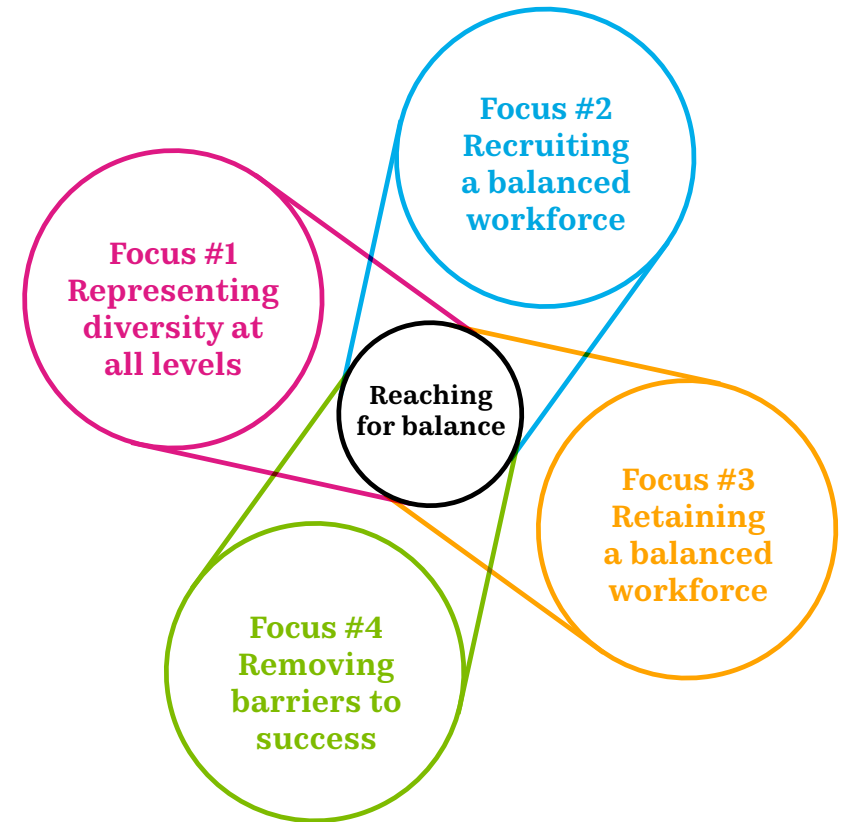 Focus #1
Representing
diversity at
all levels
Focus #2
Recruiting
a balanced
workforce
Reaching
for balance
Focus #3
Retaining
a balanced
workforce
Focus #4
Removing
barriers to
success